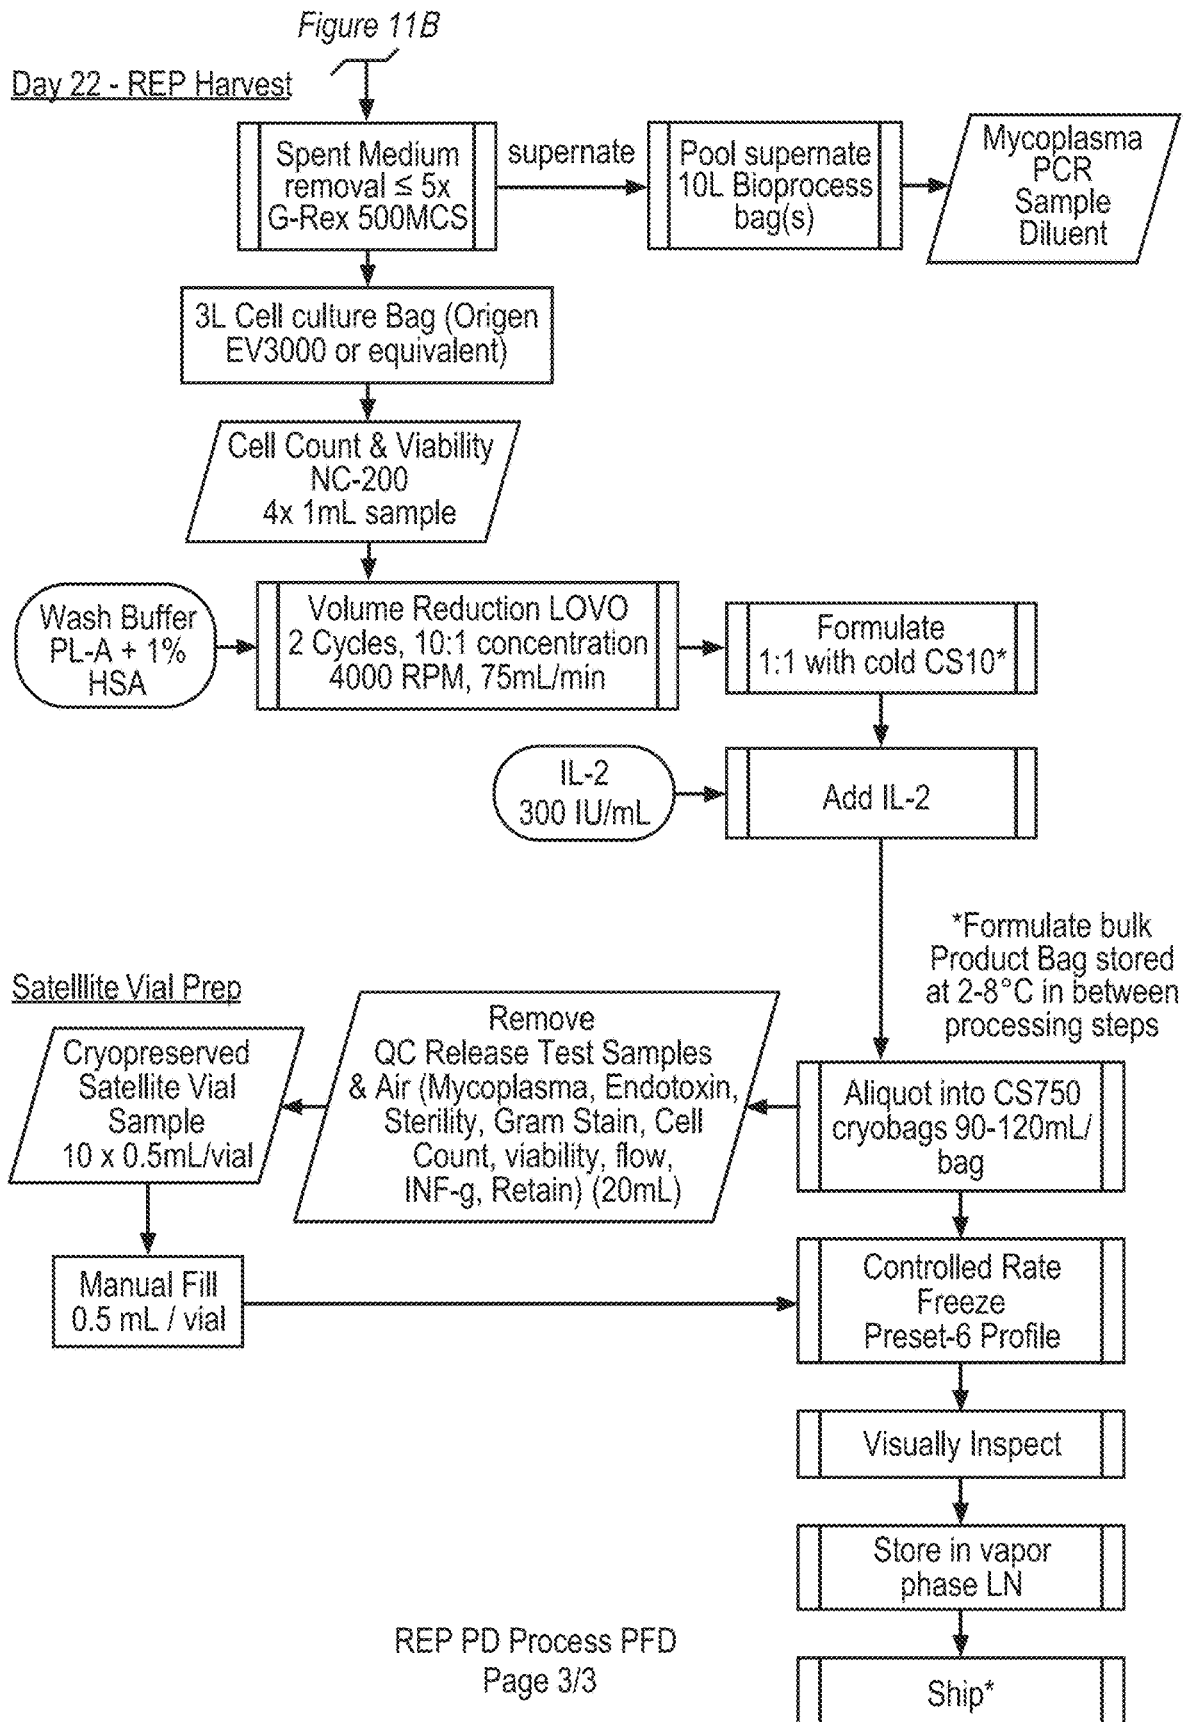 Figure 11B
Day 22 - REP Harvest
Spent Medium
removal ≤ 5x
G-Rex 500MCS
supernate
Pool supernate
10L Bioprocess
bag(s)
Mycoplasma
PCR
Sample
Diluent
3L Cell culture Bag (Origen
EV3000 or equivalent)
Cell Count & Viability
NC-200
4x 1mL sample
Wash Buffer
PL-A + 1%
HSA
Volume Reduction LOVO
2 Cycles, 10:1 concentration
4000 RPM, 75mL/min
Formulate
1:1 with cold CS10*
IL-2
300 IU/mL
Add IL-2
*Formulate bulk
Product Bag stored
at 2-8°C in between
processing steps
Satelllite Vial Prep
Cryopreserved
Satellite Vial
Sample
10 x 0.5mL/vial
Remove
QC Release Test Samples
& Air (Mycoplasma, Endotoxin,
Sterility, Gram Stain, Cell
Count, viability, flow,
INF-g, Retain) (20mL)
Aliquot into CS750
cryobags 90-120mL/
bag
Manual Fill
0.5 mL / vial
Controlled Rate
Freeze
Preset-6 Profile
Visually Inspect
Store in vapor
phase LN
Ship*
REP PD Process PFD
Page 3/3